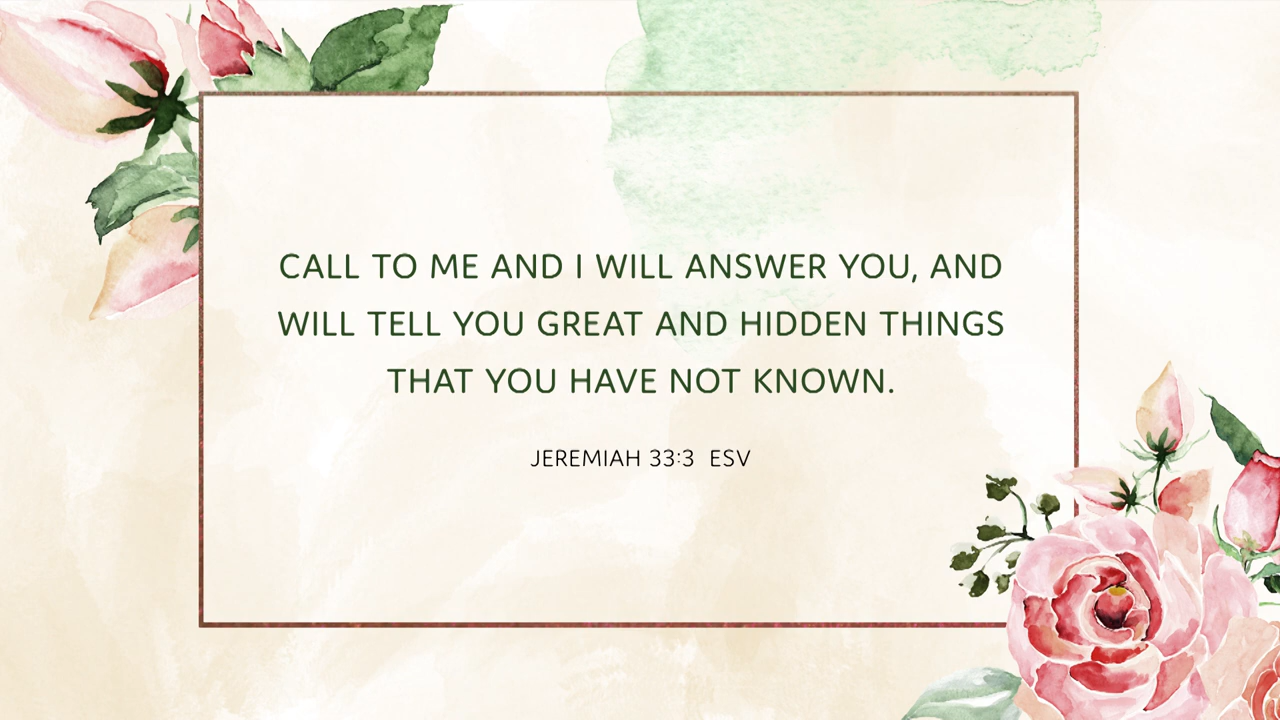 CALL TO ME AND I WILL ANSWER YOU, AND
WILL TELL YOU GREAT AND HIDDEN THINGS
THAT YOU HAVE NOT KNOWN.
JEREMIAH 33:3 ESV